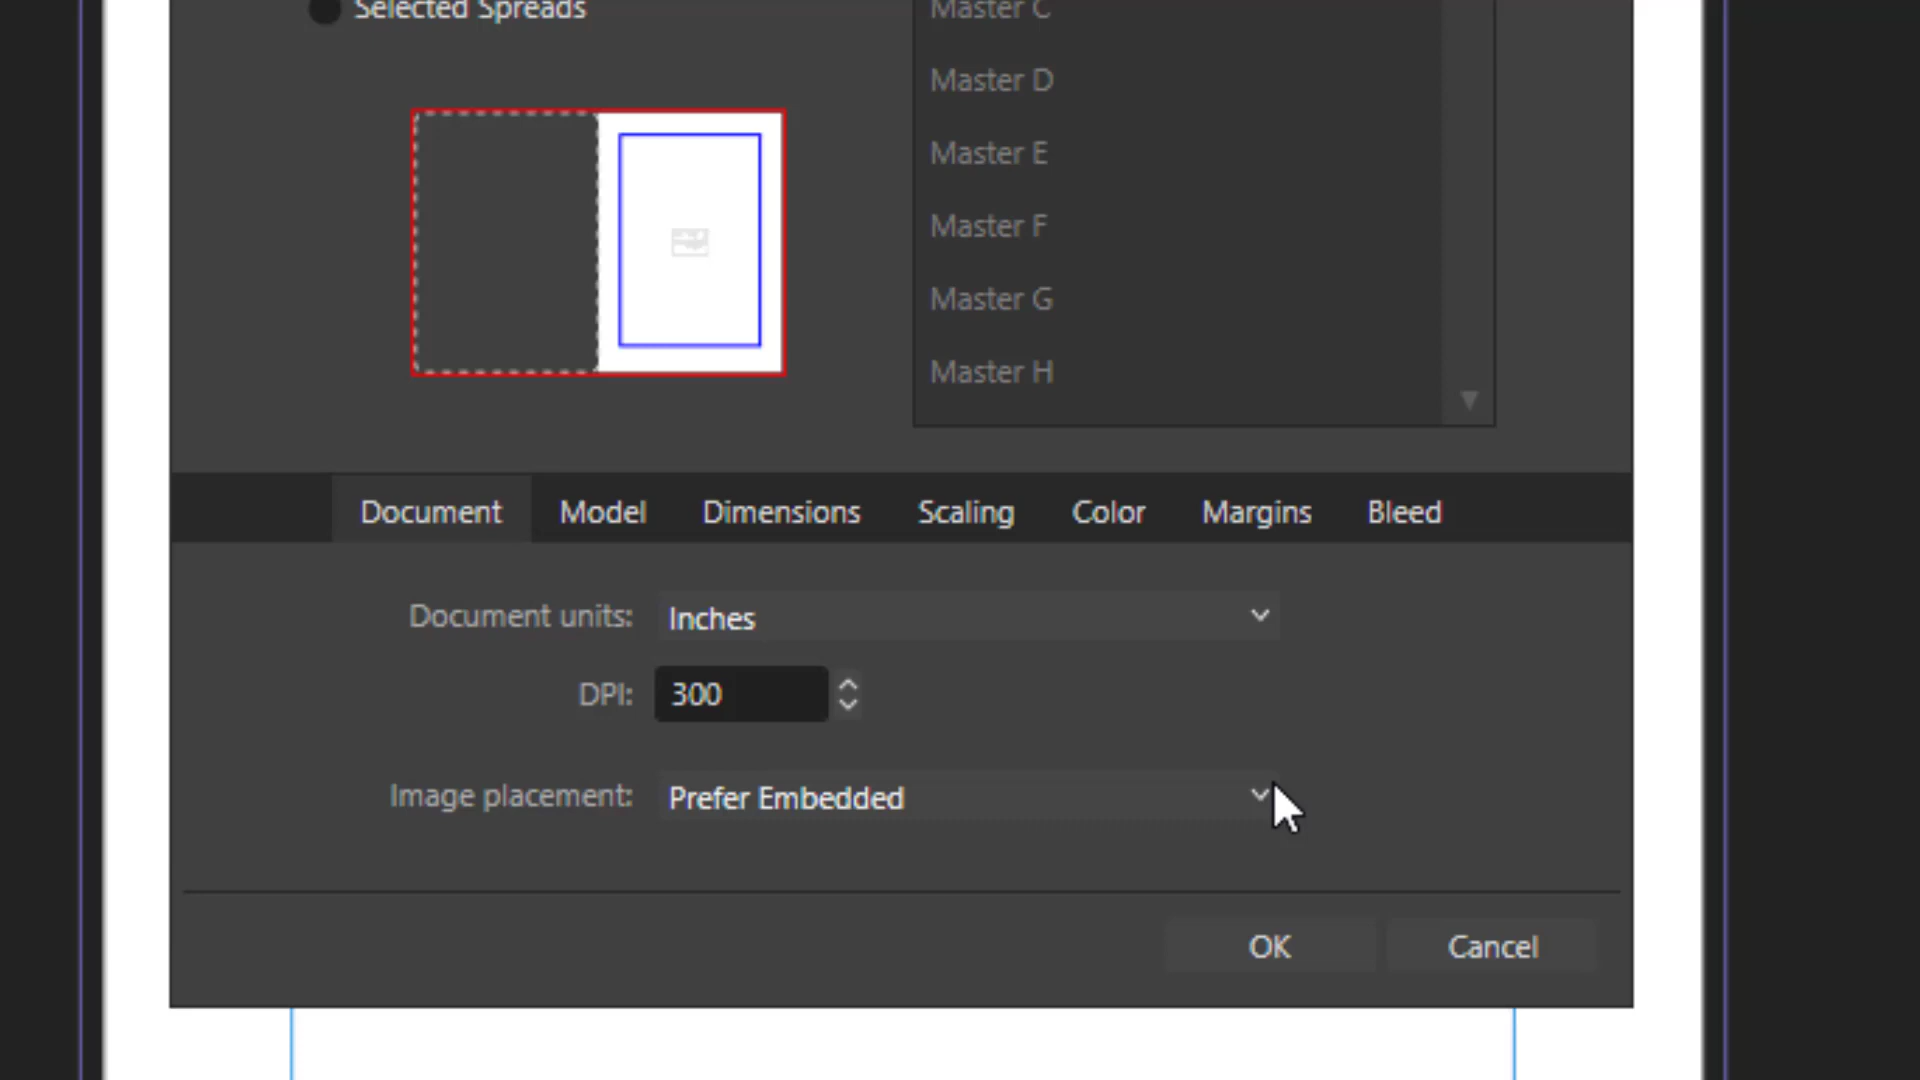 Selected Spreads
Master C
Master D
Master E
Master F
Master G
Master H
Document Model Dimensions Scaling Color Margins Bleed
Document units: Inches
DPI: 300
Image placement: Prefer Embedded
OK Cancel